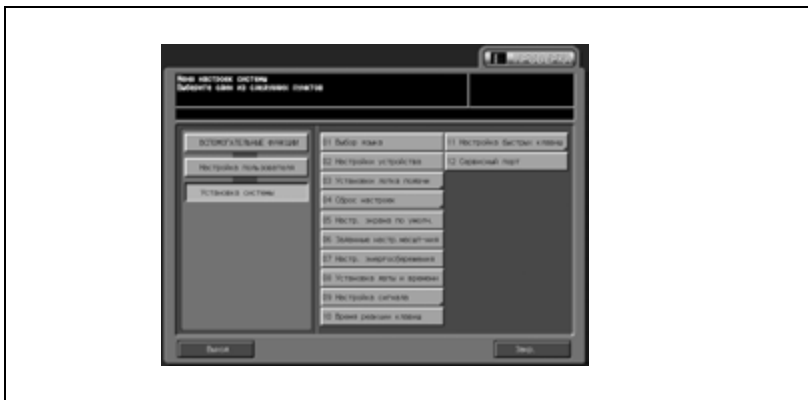 ПРОВЕРКА
Меню настроек системы
Выберите один из следующих пунктов
ВСПОМОГАТЕЛЬНЫЕ ФУНКЦИИ
Настройка пользователя
Установка системы
01 Выбор языка
02 Настройки устройства
03 Установки лотка подачи
04 Сброс настроек
05 Настр. экрана по умолч.
06 Заданные настр.масшт-ния
07 Настр. энергосбережения
08 Установка даты и времени
09 Настройка сигнала
10 Время реакции клавиш
11 Настройка быстрых клавиш
12 Сервисный порт
Выход
Закр.